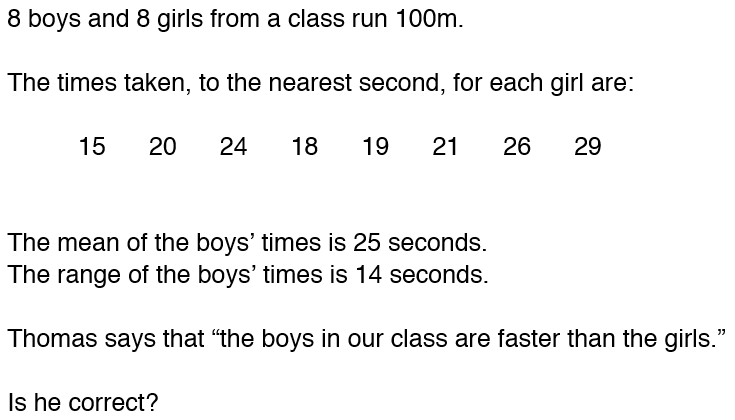 8 boys and 8 girls from a class run 100m.
The times taken, to the nearest second, for each girl are:
15 20 24 18 19 21 26 29
The mean of the boys’ times is 25 seconds.
The range of the boys’ times is 14 seconds.
Thomas says that “the boys in our class are faster than the girls.”
Is he correct?